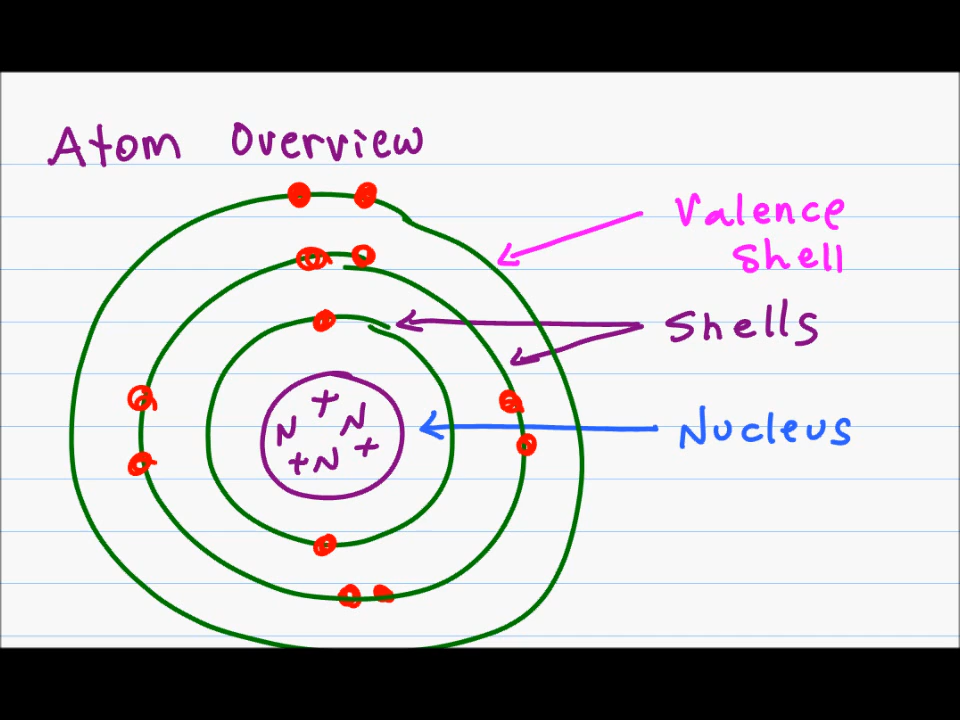 Atom Overview
Valence
Shell
Shells
Nucleus
+
N N
+ N +